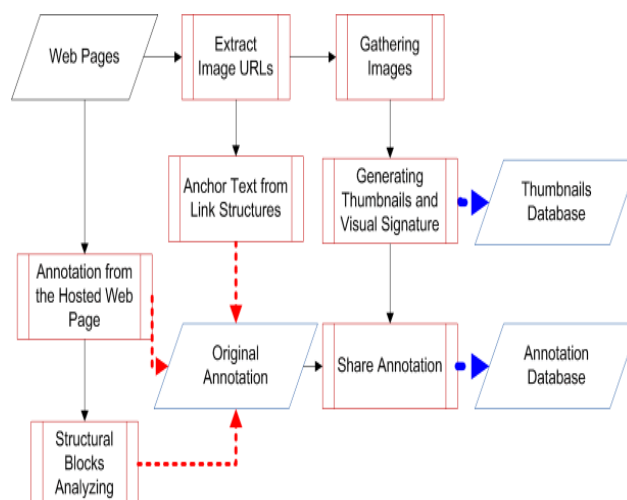 Web Pages
Extract
Image URLs
Gathering
Images
Anchor Text from
Link Structures
Generating
Thumbnails and
Visual Signature
Thumbnails
Database
Annotation from
the Hosted Web
Page
Original
Annotation
Share Annotation
Annotation
Database
Structural
Blocks
Analyzing